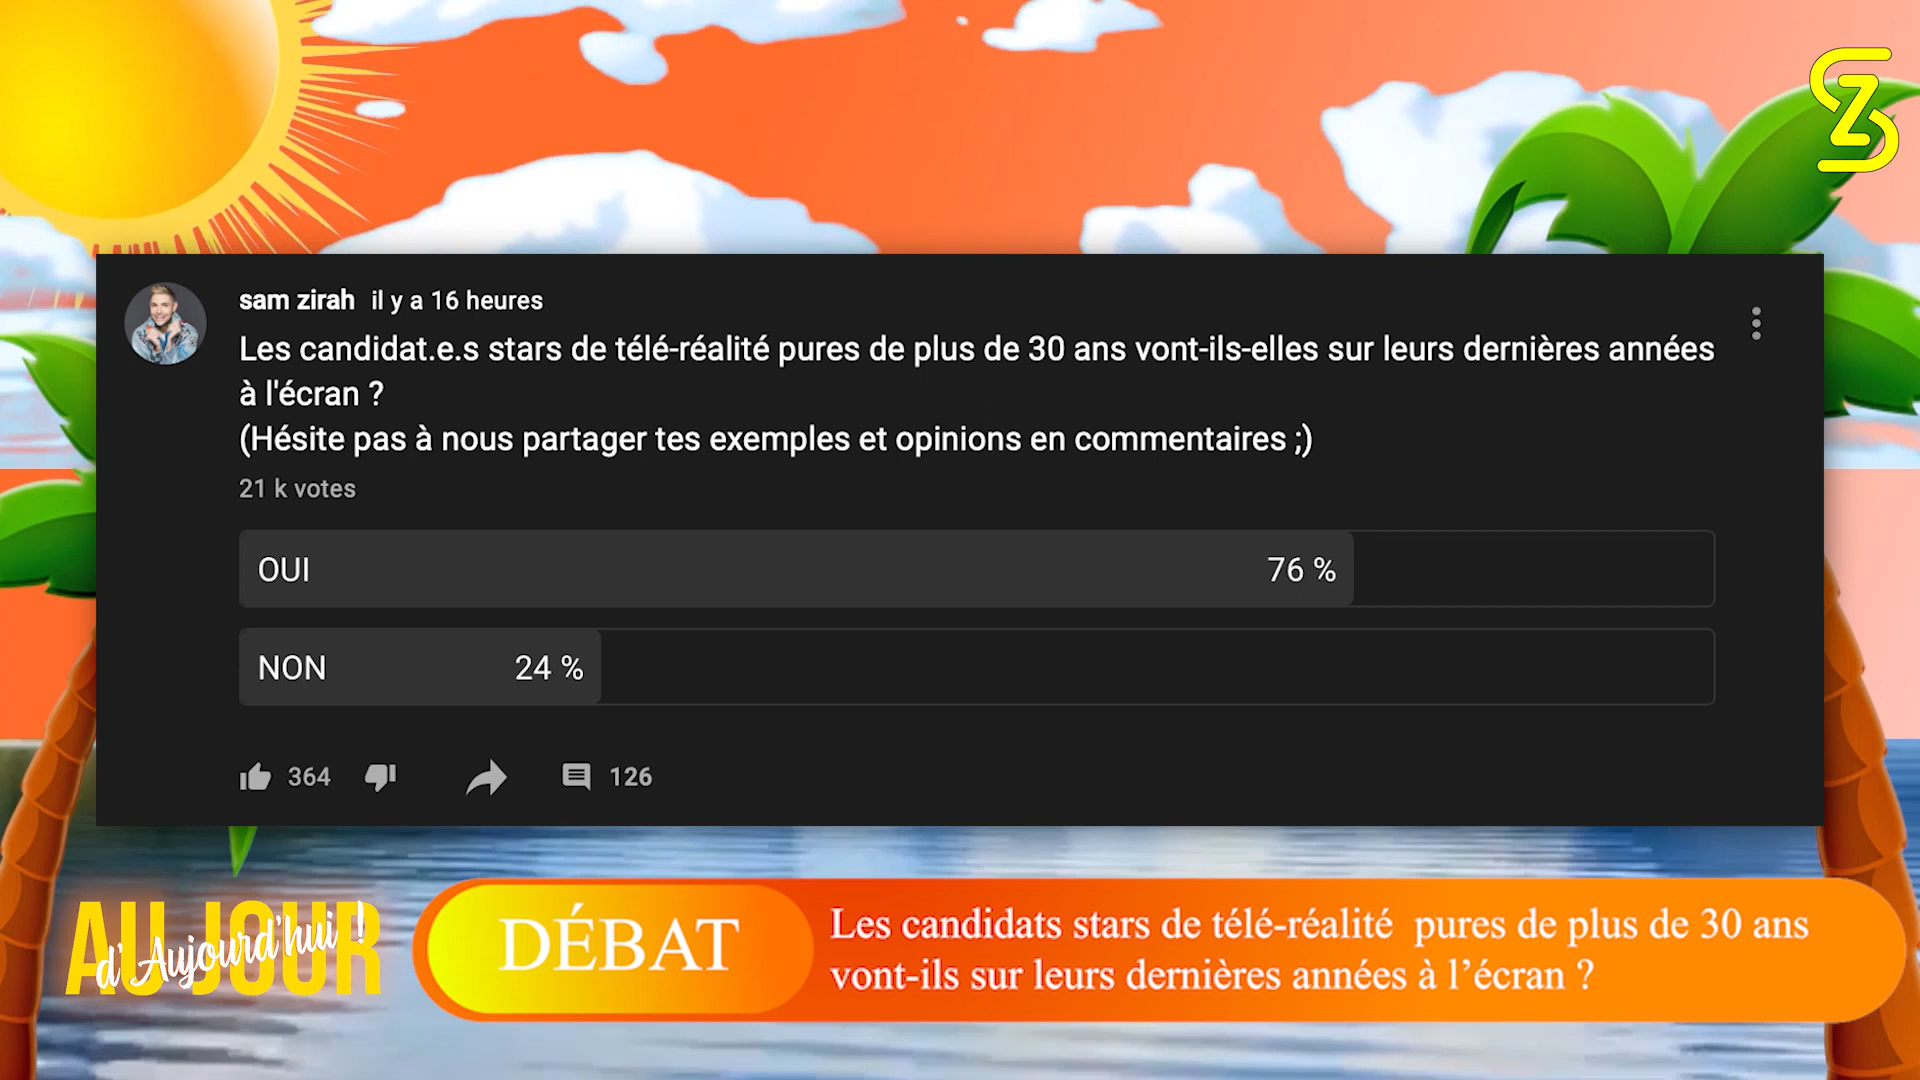 SZ
sam zirah il y a 16 heures
Les candidat.e.s stars de télé-réalité pures de plus de 30 ans vont-ils-elles sur leurs dernières années
à l'écran ?
(Hésite pas à nous partager tes exemples et opinions en commentaires ;)
21 k votes
OUI 76 %
NON 24 %
364 126
AU JOUR
d'Aujourd'hui !
DÉBAT
Les candidats stars de télé-réalité pures de plus de 30 ans
vont-ils sur leurs dernières années à l’écran ?